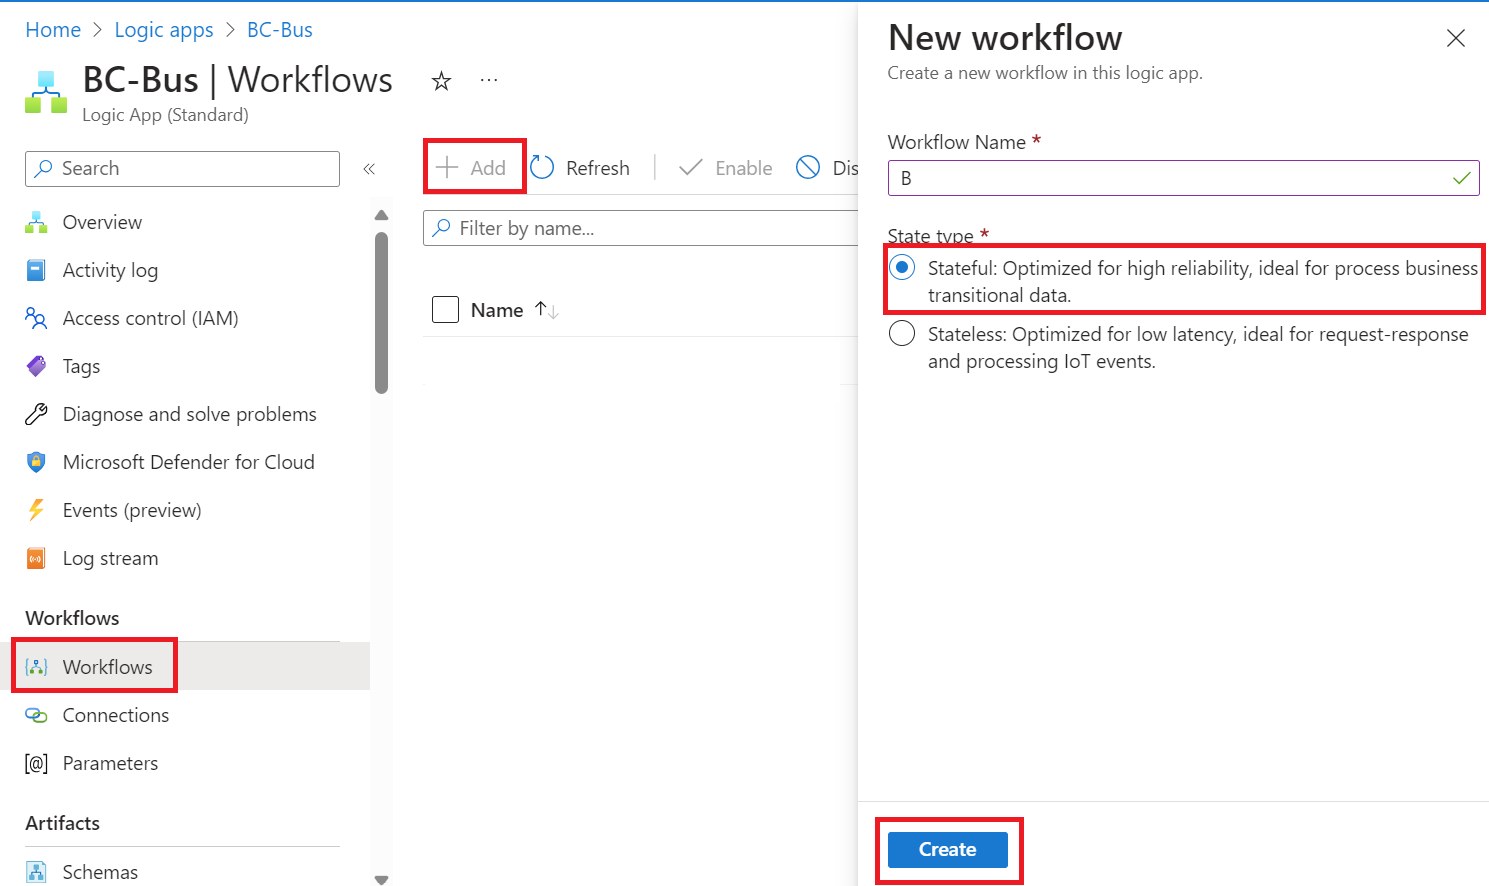 Home > Logic apps > BC-Bus
BC-Bus | Workflows
Logic App (Standard)
Search
Overview
Activity log
Access control (IAM)
Tags
Diagnose and solve problems
Microsoft Defender for Cloud
Events (preview)
Log stream
Workflows
Workflows
Connections
Parameters
Artifacts
Schemas
Add Refresh Enable Dis
Filter by name...
Name
New workflow
Create a new workflow in this logic app.
Workflow Name *
B
State type *
Stateful: Optimized for high reliability, ideal for process business
transitional data.
Stateless: Optimized for low latency, ideal for request-response
and processing IoT events.
Create